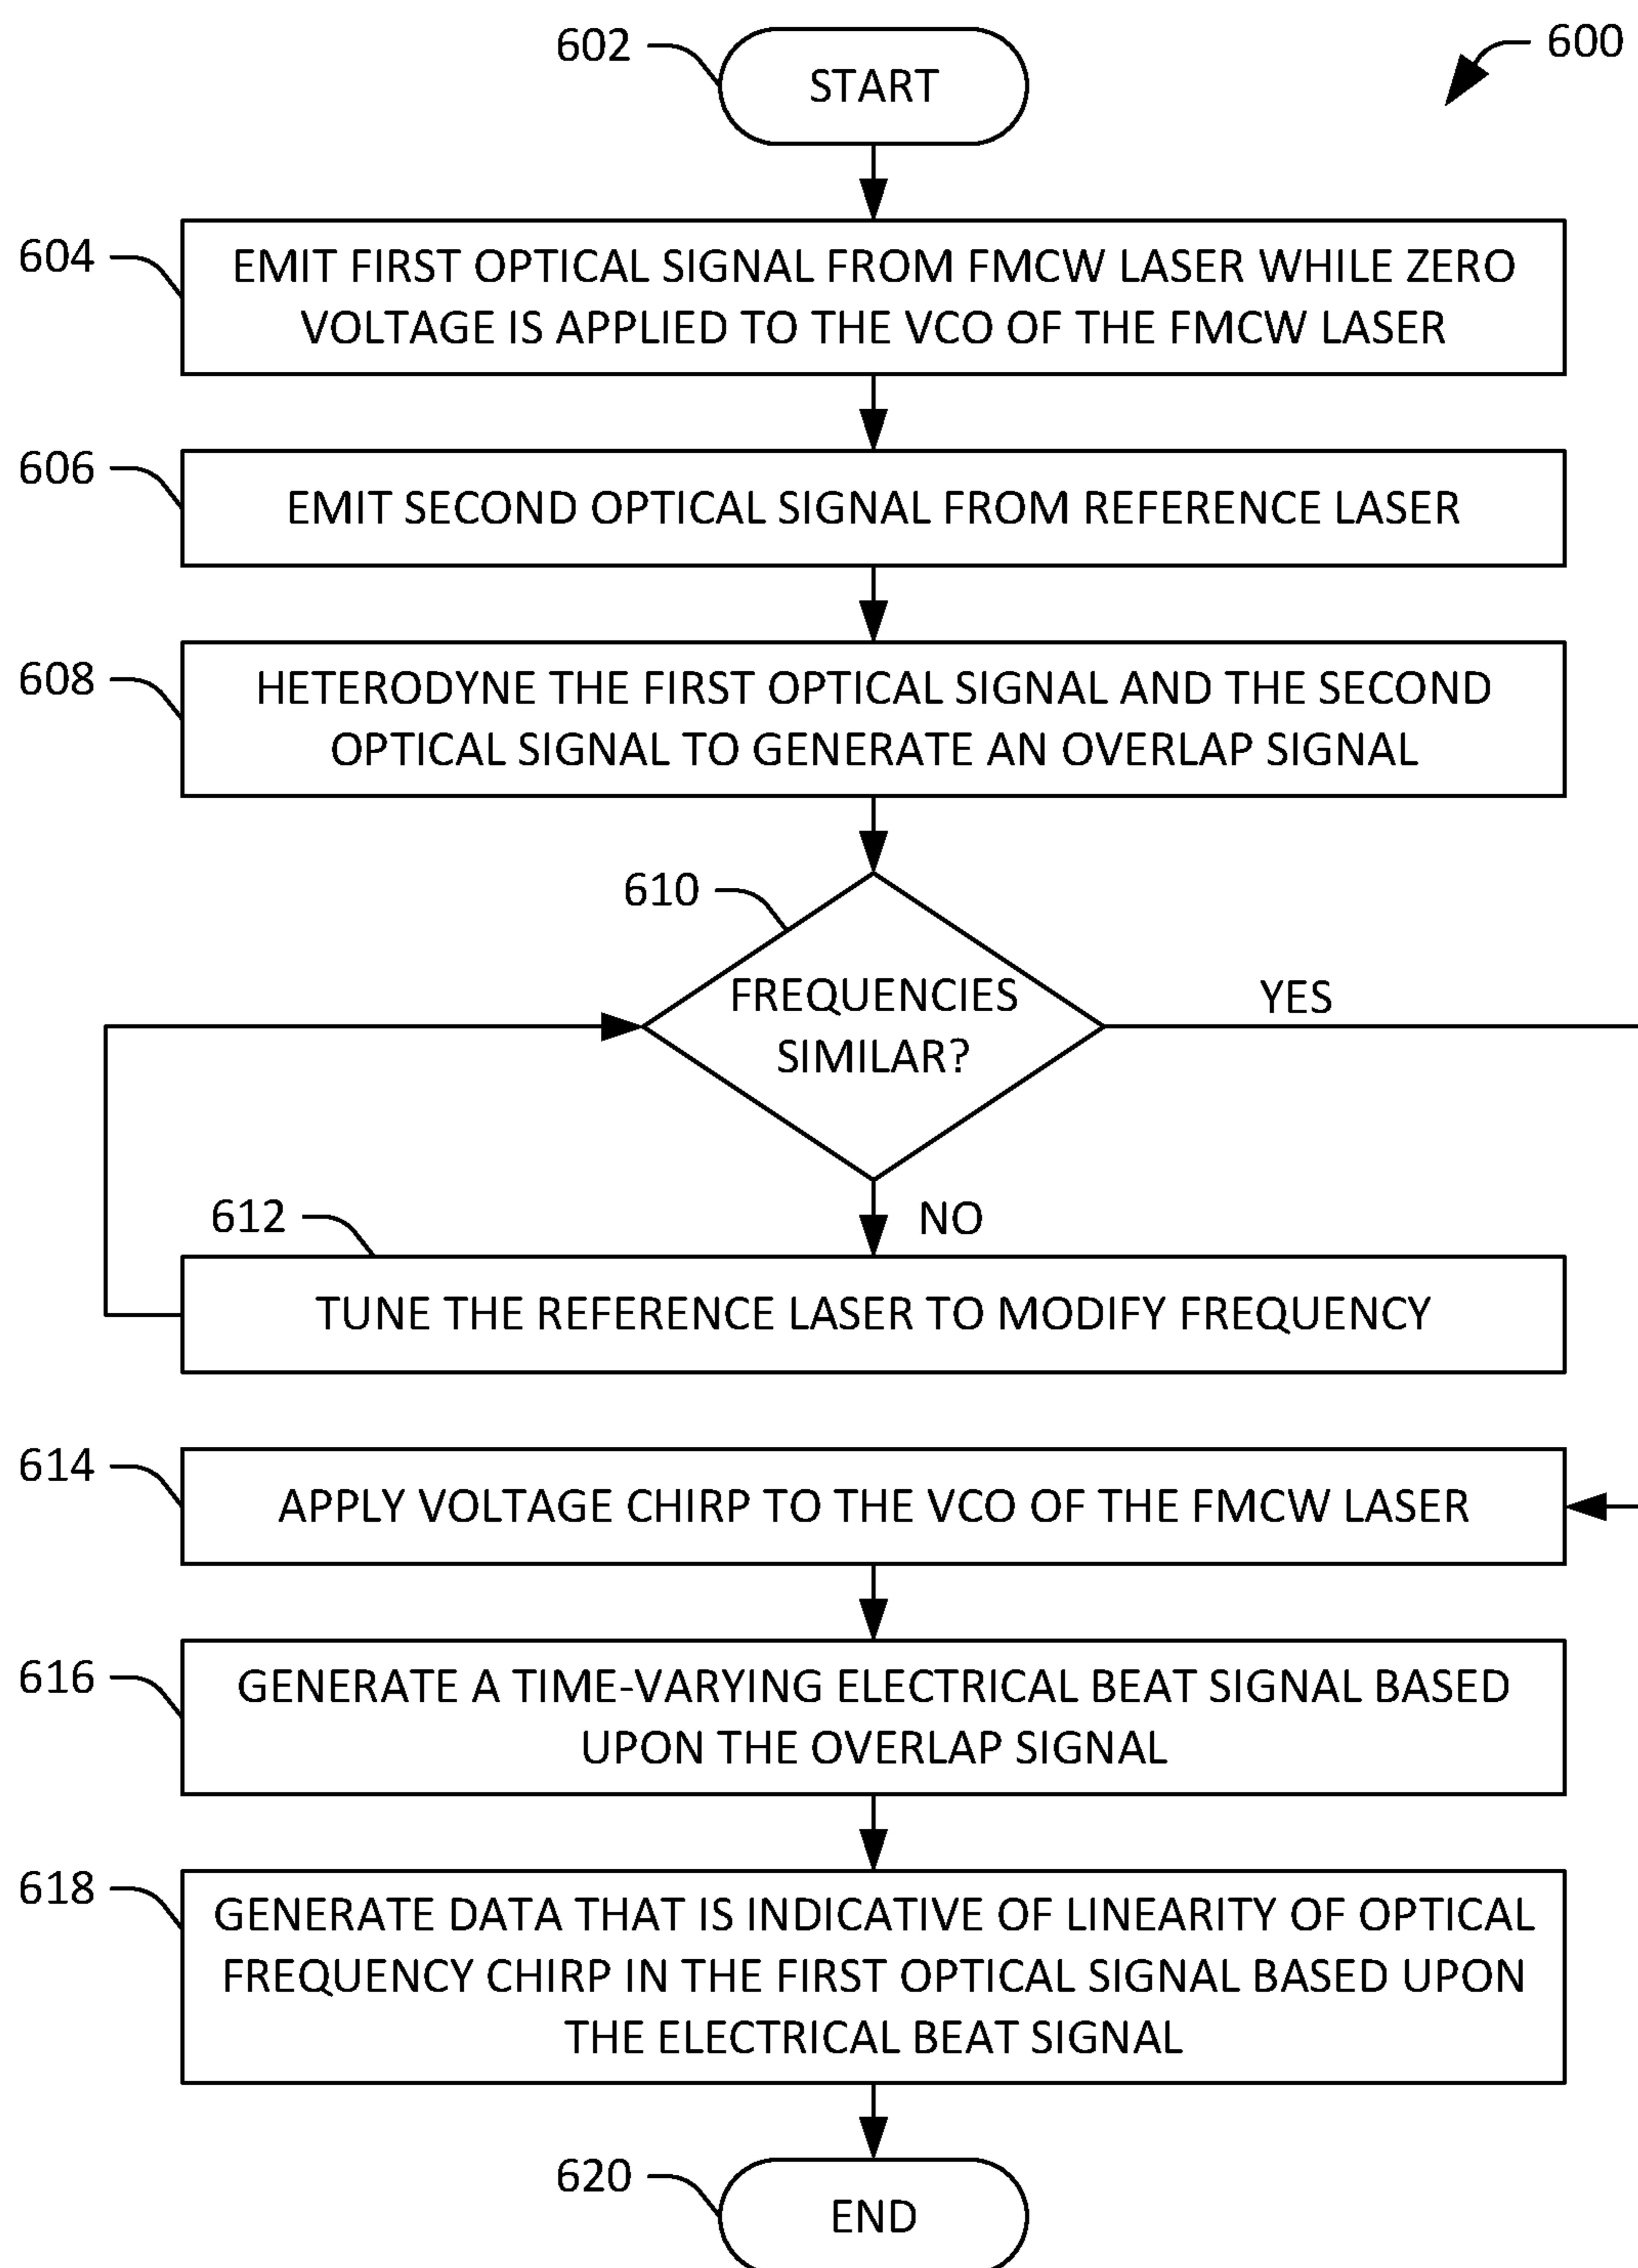 600
602
START
604
EMIT FIRST OPTICAL SIGNAL FROM FMCW LASER WHILE ZERO
VOLTAGE IS APPLIED TO THE VCO OF THE FMCW LASER
606
EMIT SECOND OPTICAL SIGNAL FROM REFERENCE LASER
608
HETERODYNE THE FIRST OPTICAL SIGNAL AND THE SECOND
OPTICAL SIGNAL TO GENERATE AN OVERLAP SIGNAL
610
FREQUENCIES
SIMILAR?
YES
NO
612
TUNE THE REFERENCE LASER TO MODIFY FREQUENCY
614
APPLY VOLTAGE CHIRP TO THE VCO OF THE FMCW LASER
616
GENERATE A TIME-VARYING ELECTRICAL BEAT SIGNAL BASED
UPON THE OVERLAP SIGNAL
618
GENERATE DATA THAT IS INDICATIVE OF LINEARITY OF OPTICAL
FREQUENCY CHIRP IN THE FIRST OPTICAL SIGNAL BASED UPON
THE ELECTRICAL BEAT SIGNAL
620
END